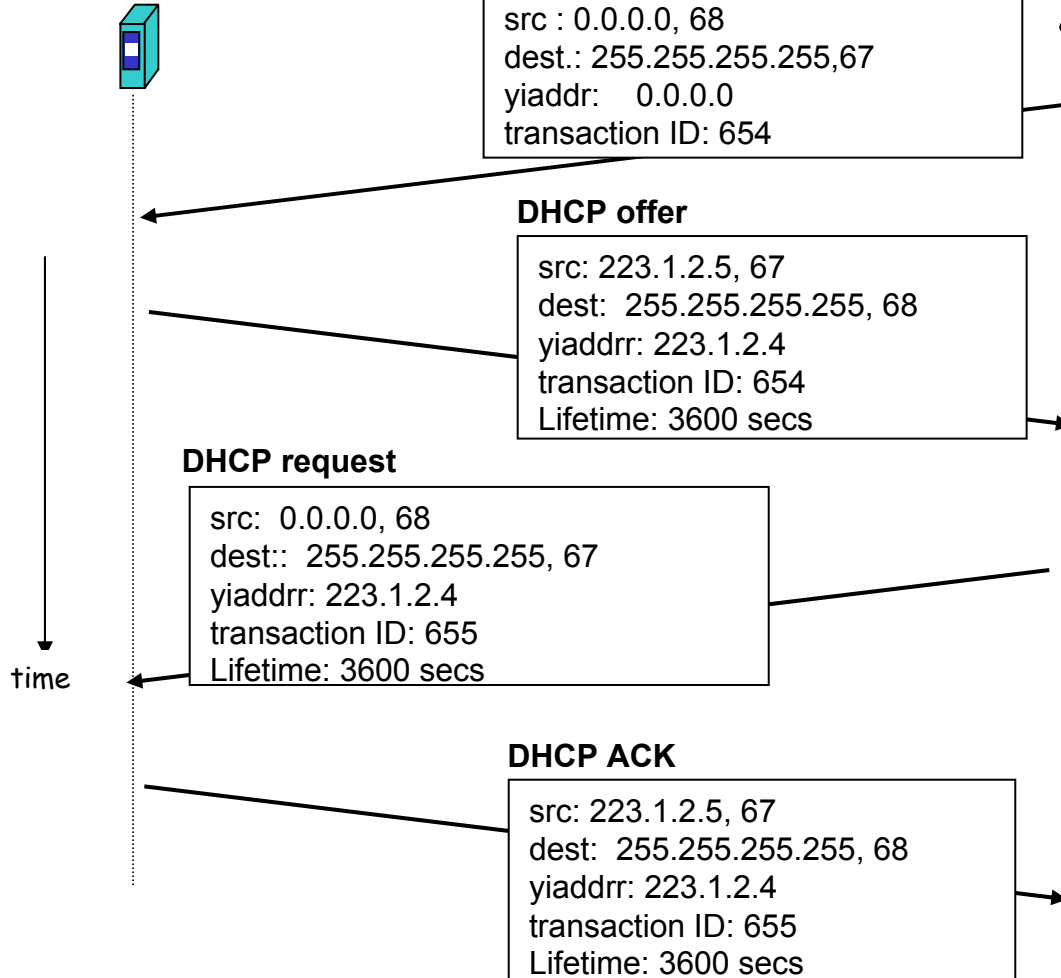 src : 0.0.0.0, 68
dest.: 255.255.255.255,67
yiaddr: 0.0.0.0
transaction ID: 654
DHCP offer
src: 223.1.2.5, 67
dest: 255.255.255.255, 68
yiaddrr: 223.1.2.4
transaction ID: 654
Lifetime: 3600 secs
DHCP request
src: 0.0.0.0, 68
dest:: 255.255.255.255, 67
yiaddrr: 223.1.2.4
transaction ID: 655
Lifetime: 3600 secs
time
DHCP ACK
src: 223.1.2.5, 67
dest: 255.255.255.255, 68
yiaddrr: 223.1.2.4
transaction ID: 655
Lifetime: 3600 secs